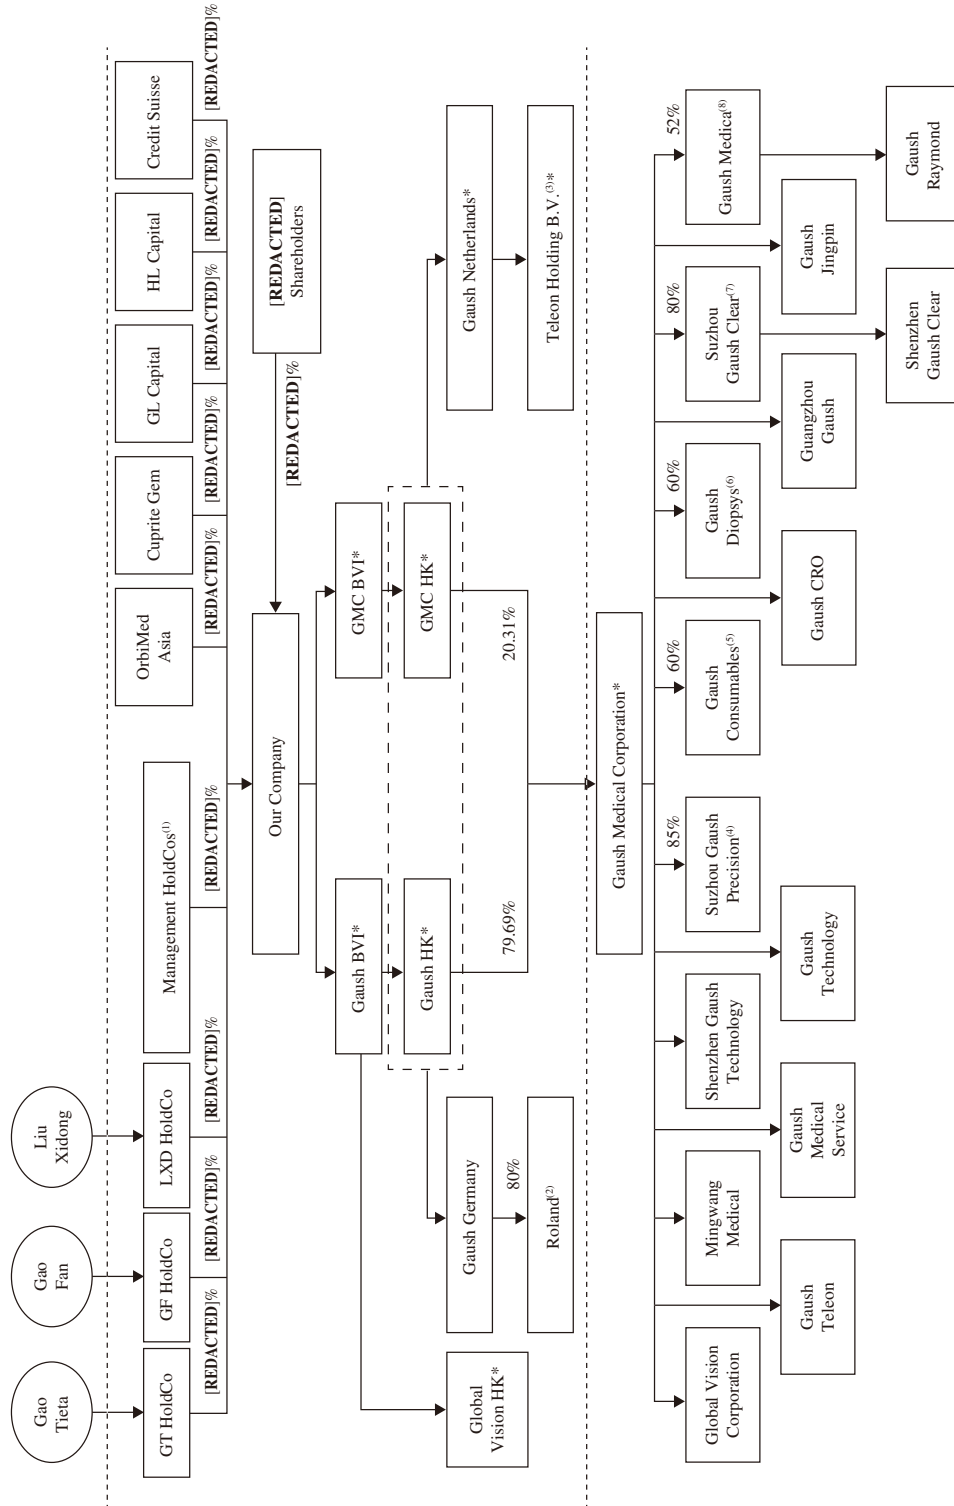 Gao
Tieta
Gao
Fan
Liu
Xidong
GT HoldCo
GF HoldCo
LXD HoldCo
Management HoldCos(1)
OrbiMed
Asia
Cuprite Gem
GL Capital
HL Capital
Credit Suisse
[REDACTED]%
[REDACTED]%
[REDACTED]%
[REDACTED]%
[REDACTED]%
[REDACTED]%
[REDACTED]%
[REDACTED]%
[REDACTED]%
Our Company
[REDACTED]
Shareholders
[REDACTED]%
Gaush BVI*
GMC BVI*
Gaush HK*
GMC HK*
Global
Vision HK*
Gaush Germany
Gaush Netherlands*
79.69%
20.31%
80%
Roland(2)
Teleon Holding B.V.(3)*
Gaush Medical Corporation*
85%
60%
60%
80%
52%
Global Vision
Corporation
Mingwang
Medical
Shenzhen Gaush
Technology
Suzhou Gaush
Precision(4)
Gaush
Consumables(5)
Gaush
Diopsys(6)
Suzhou
Gaush Clear(7)
Gaush Medica(8)
Gaush
Teleon
Gaush
Medical
Service
Gaush
Technology
Gaush CRO
Guangzhou
Gaush
Gaush
Jingpin
Shenzhen
Gaush Clear
Gaush
Raymond